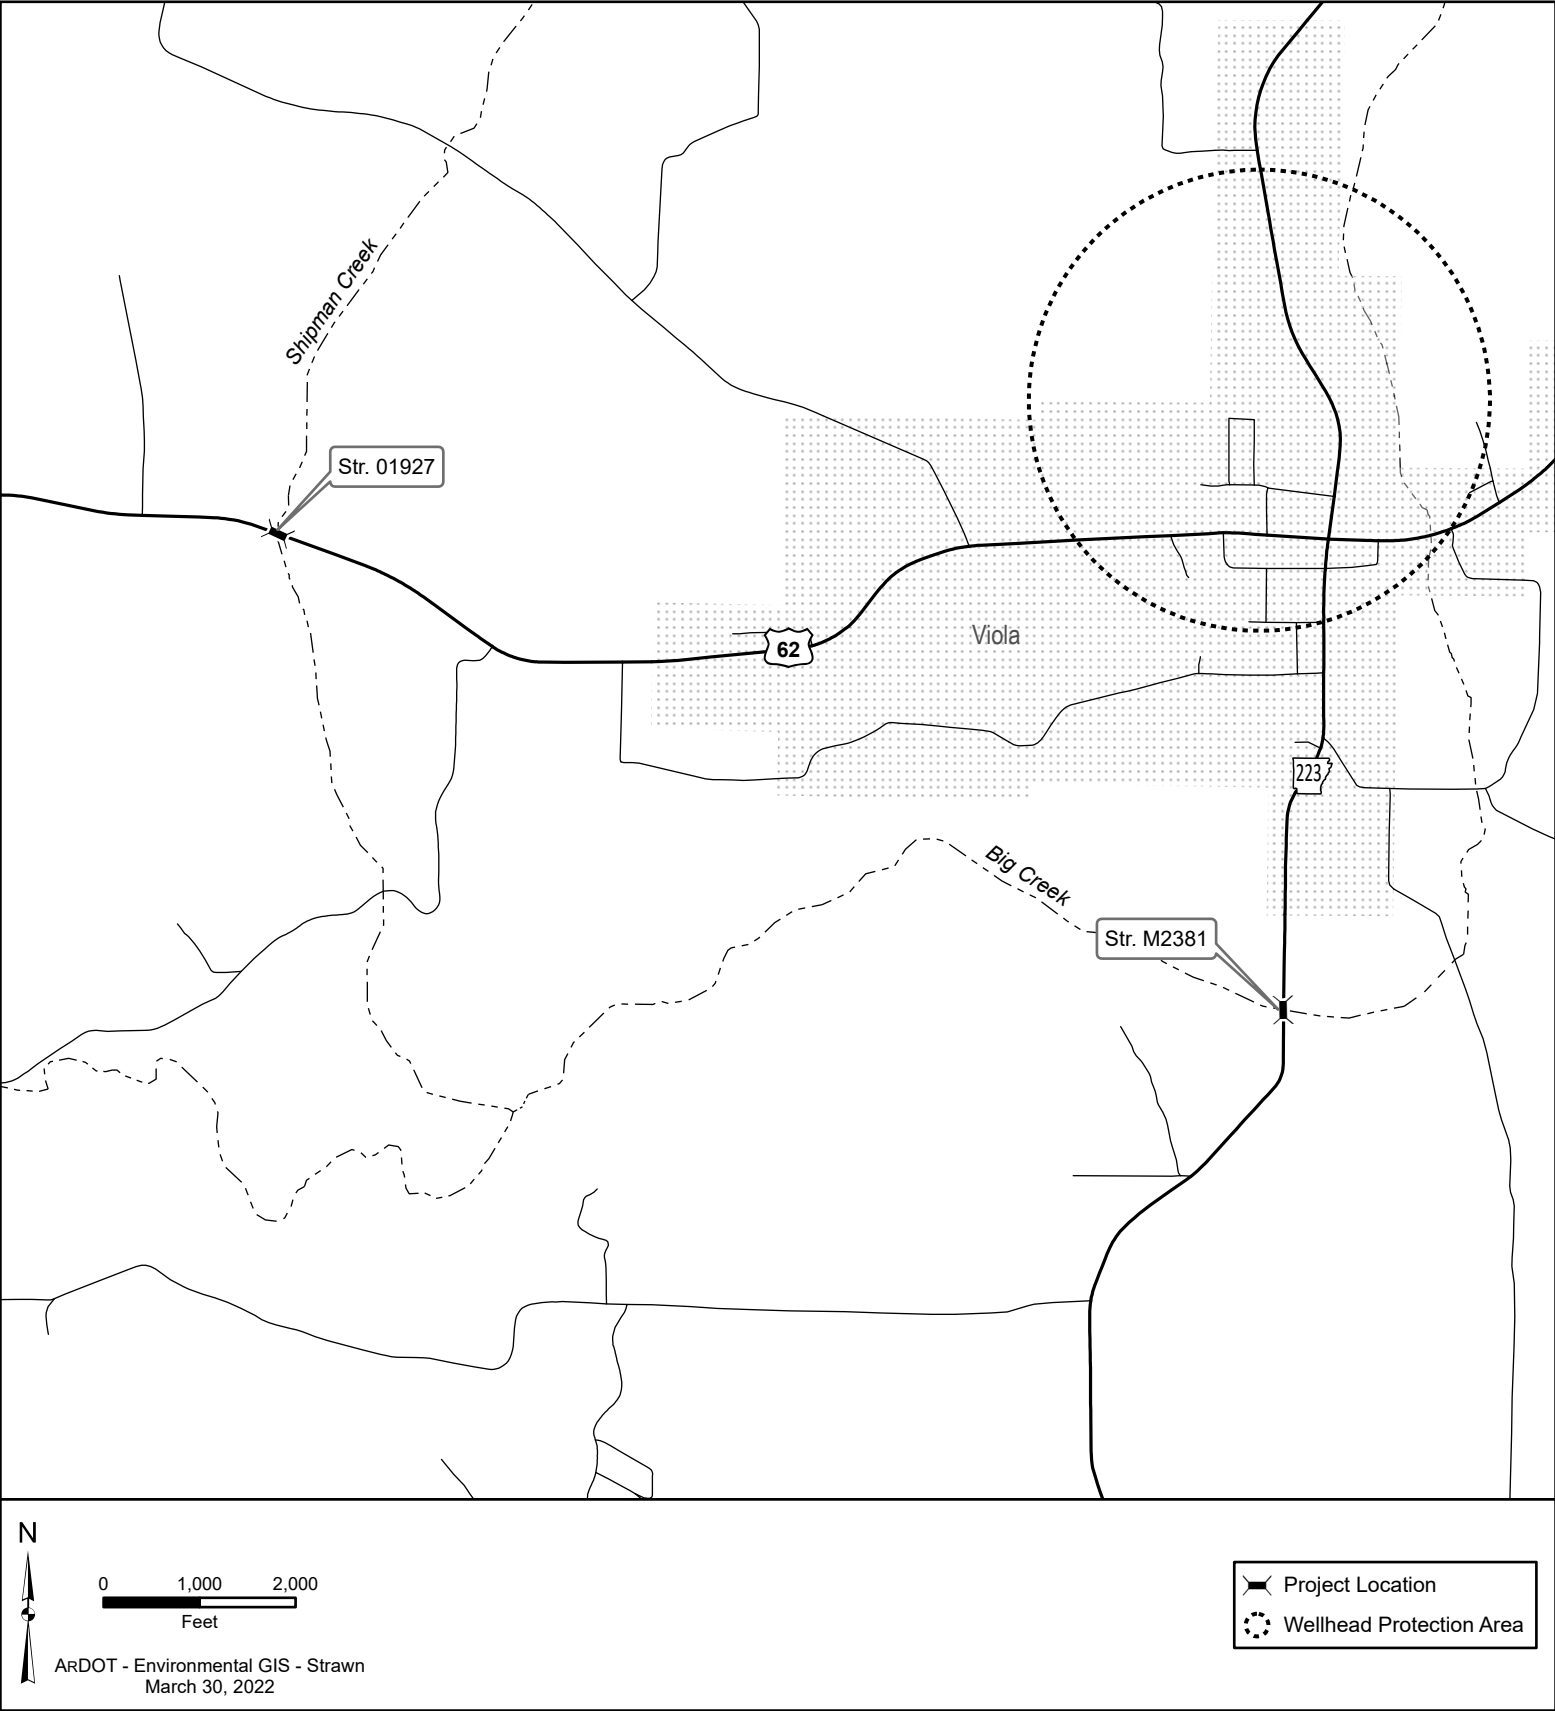 Shipman Creek
Str. 01927
62
Viola
223
Big Creek
Str. M2381
N
0 1,000 2,000
Feet
ARDOT - Environmental GIS - Strawn
March 30, 2022
Project Location
Wellhead Protection Area